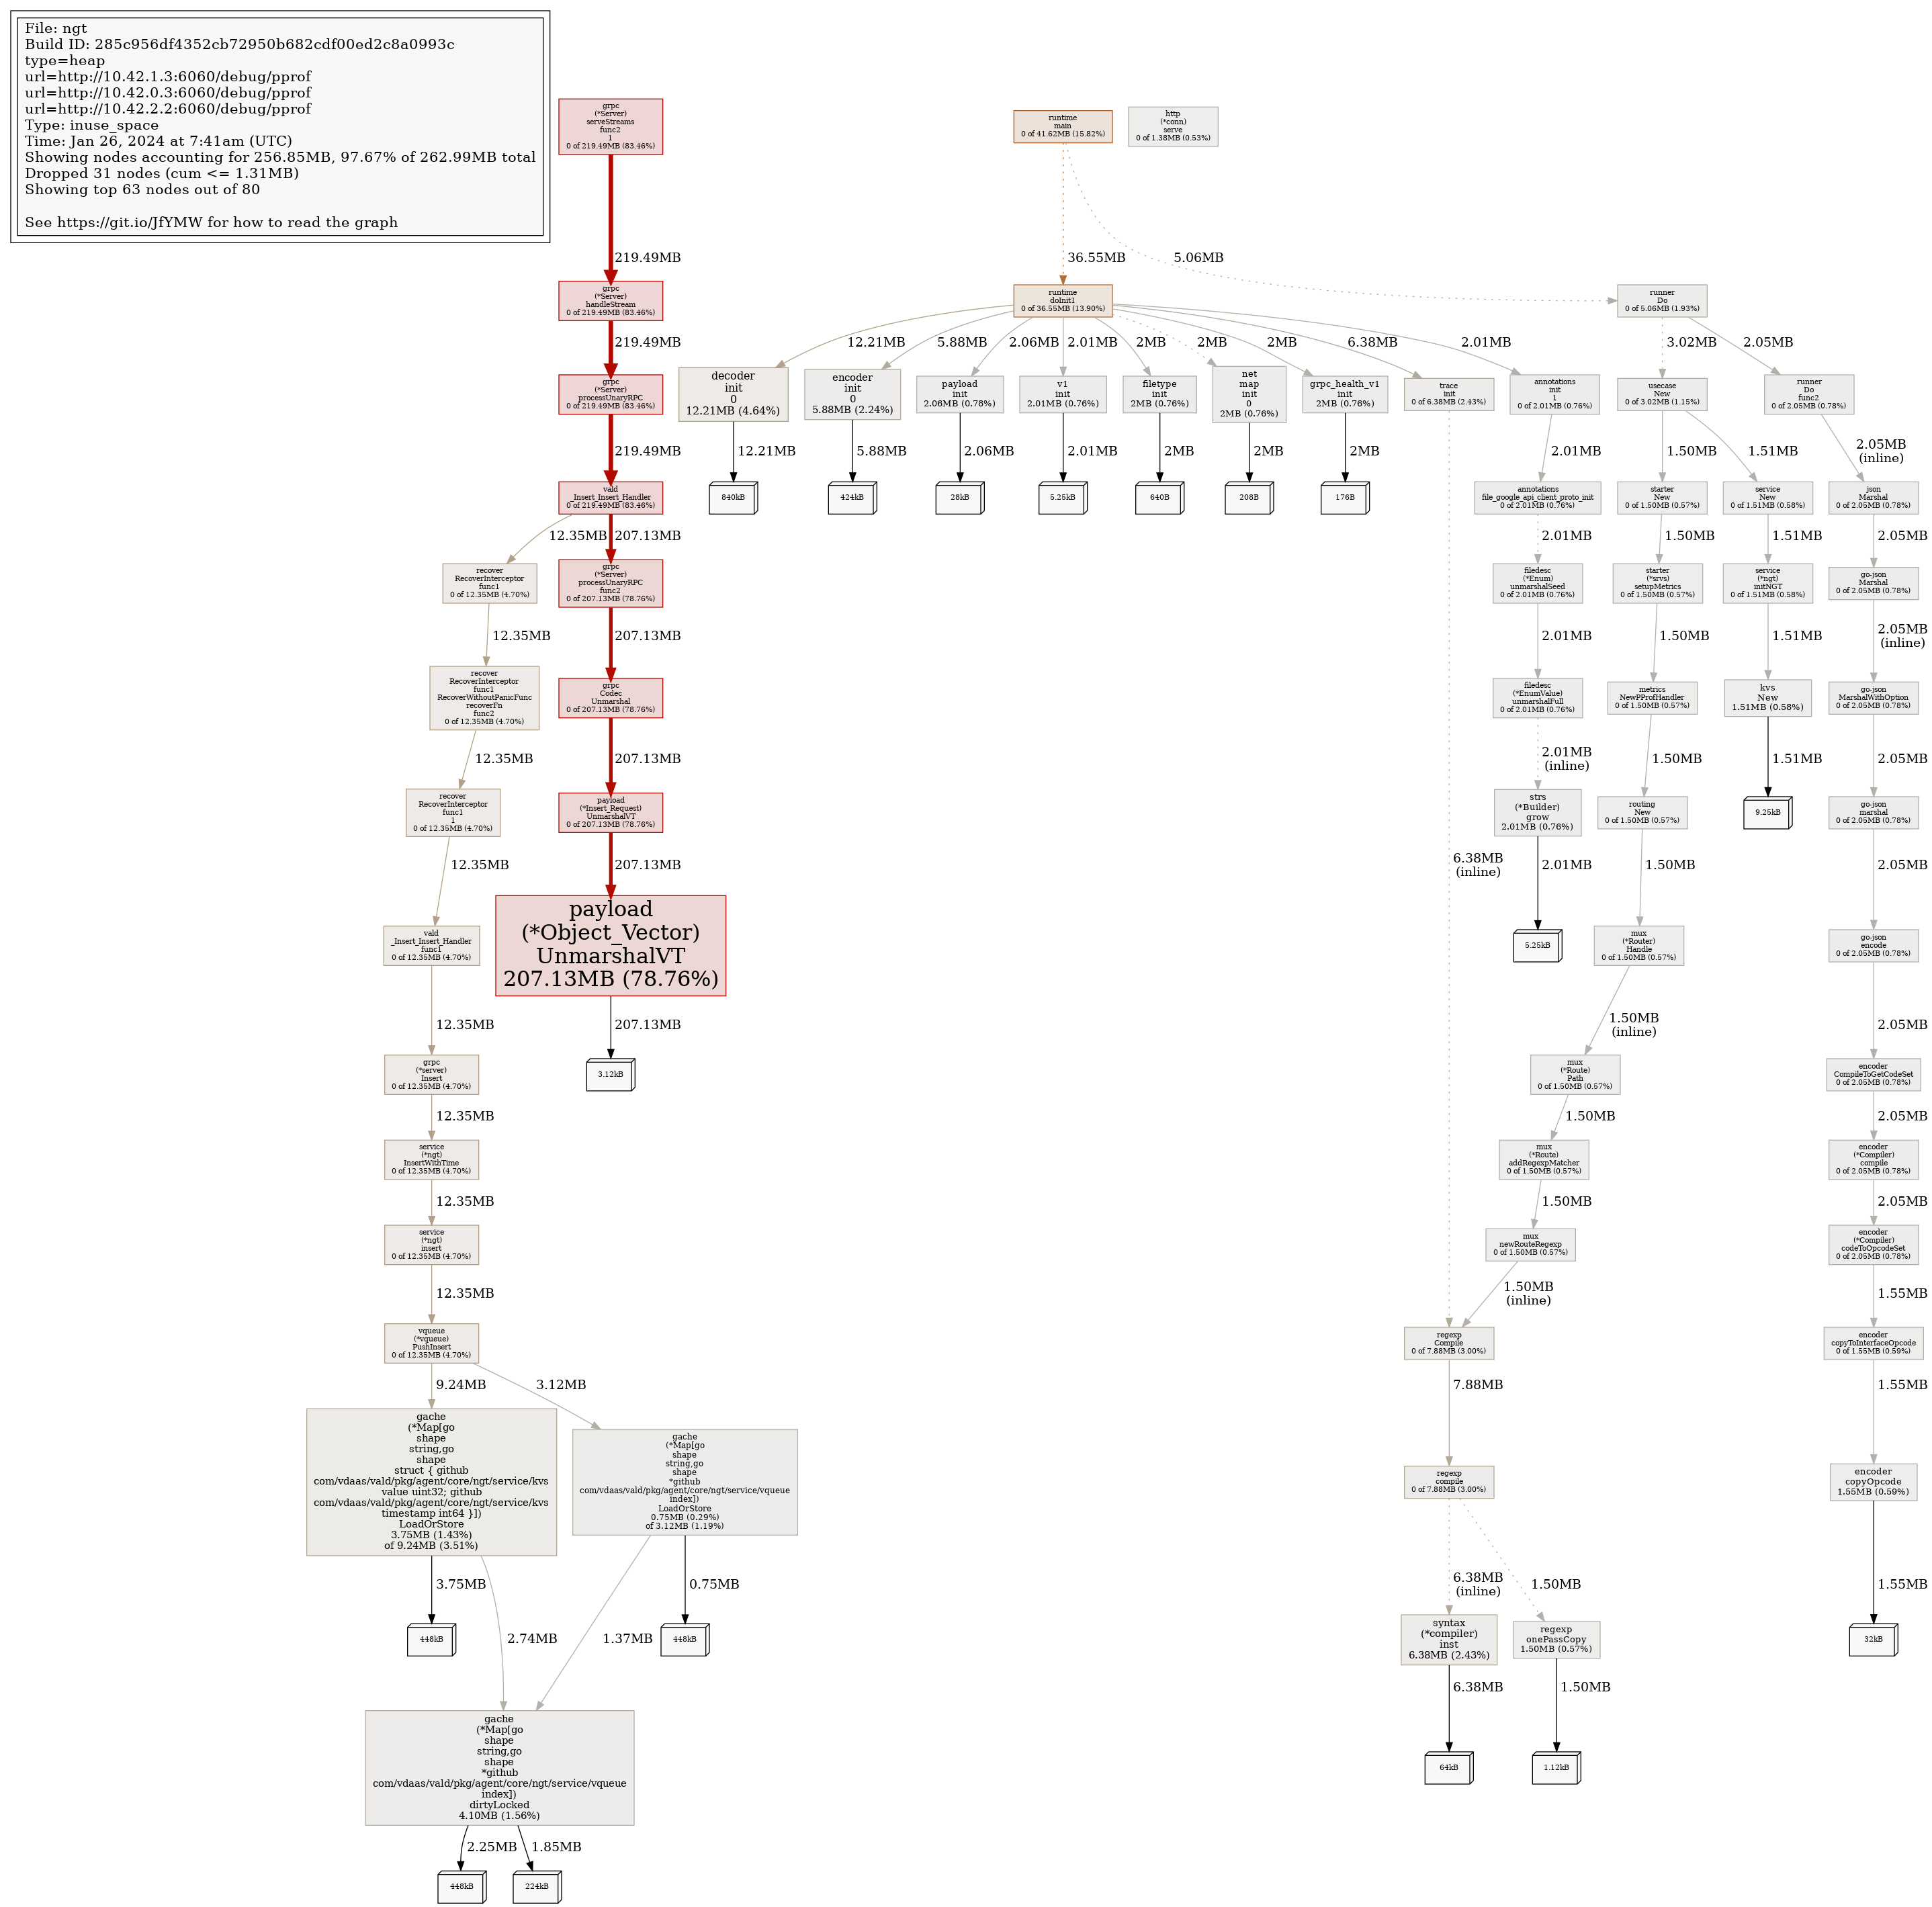 File: ngt
Build ID: 285c956df4352cb72950b682cdf00ed2c8a0993c
type=heap
url=http://10.42.1.3:6060/debug/pprof
url=http://10.42.0.3:6060/debug/pprof
url=http://10.42.2.2:6060/debug/pprof
Type: inuse_space
Time: Jan 26, 2024 at 7:41am (UTC)
Showing nodes accounting for 256.85MB, 97.67% of 262.99MB total
Dropped 31 nodes (cum <= 1.31MB)
Showing top 63 nodes out of 80
See https://git.io/JfYMW for how to read the graph
grpc
(*Server)
serveStreams
func2
1
0 of 219.49MB (83.46%)
runtime
main
0 of 41.62MB (15.82%)
http
(*conn)
serve
0 of 1.38MB (0.53%)
219.49MB
36.55MB
5.06MB
grpc
(*Server)
handleStream
0 of 219.49MB (83.46%)
runtime
doInit1
0 of 36.55MB (13.90%)
runner
Do
0 of 5.06MB (1.93%)
219.49MB
12.21MB
5.88MB
2.06MB
2.01MB
2MB
2MB
2MB
6.38MB
2.01MB
3.02MB
2.05MB
grpc
(*Server)
processUnaryRPC
0 of 219.49MB (83.46%)
decoder
init
0
12.21MB (4.64%)
encoder
init
0
5.88MB (2.24%)
payload
init
2.06MB (0.78%)
v1
init
2.01MB (0.76%)
filetype
init
2MB (0.76%)
net
map
init
0
2MB (0.76%)
grpc_health_v1
init
2MB (0.76%)
trace
init
0 of 6.38MB (2.43%)
annotations
init
1
0 of 2.01MB (0.76%)
usecase
New
0 of 3.02MB (1.15%)
runner
Do
func2
0 of 2.05MB (0.78%)
219.49MB
12.21MB
5.88MB
2.06MB
2.01MB
2MB
2MB
2MB
2.01MB
1.50MB
1.51MB
2.05MB
(inline)
vald
_Insert_Insert_Handler
0 of 219.49MB (83.46%)
840kB
424kB
28kB
5.25kB
640B
208B
176B
annotations
file_google_api_client_proto_init
0 of 2.01MB (0.76%)
starter
New
0 of 1.50MB (0.57%)
service
New
0 of 1.51MB (0.58%)
json
Marshal
0 of 2.05MB (0.78%)
12.35MB
207.13MB
2.01MB
1.50MB
1.51MB
2.05MB
recover
RecoverInterceptor
func1
0 of 12.35MB (4.70%)
grpc
(*Server)
processUnaryRPC
func2
0 of 207.13MB (78.76%)
filedesc
(*Enum)
unmarshalSeed
0 of 2.01MB (0.76%)
starter
(*srvs)
setupMetrics
0 of 1.50MB (0.57%)
service
(*ngt)
initNGT
0 of 1.51MB (0.58%)
go-json
Marshal
0 of 2.05MB (0.78%)
12.35MB
207.13MB
2.01MB
1.50MB
1.51MB
2.05MB
(inline)
recover
RecoverInterceptor
func1
RecoverWithoutPanicFunc
recoverFn
func2
0 of 12.35MB (4.70%)
grpc
Codec
Unmarshal
0 of 207.13MB (78.76%)
filedesc
(*EnumValue)
unmarshalFull
0 of 2.01MB (0.76%)
metrics
NewPProfHandler
0 of 1.50MB (0.57%)
kvs
New
1.51MB (0.58%)
go-json
MarshalWithOption
0 of 2.05MB (0.78%)
12.35MB
207.13MB
2.01MB
(inline)
1.50MB
1.51MB
2.05MB
recover
RecoverInterceptor
func1
1
0 of 12.35MB (4.70%)
payload
(*Insert_Request)
UnmarshalVT
0 of 207.13MB (78.76%)
strs
(*Builder)
grow
2.01MB (0.76%)
routing
New
0 of 1.50MB (0.57%)
9.25kB
go-json
marshal
0 of 2.05MB (0.78%)
12.35MB
207.13MB
6.38MB
(inline)
2.01MB
1.50MB
2.05MB
vald
_Insert_Insert_Handler
func1
0 of 12.35MB (4.70%)
payload
(*Object_Vector)
UnmarshalVT
207.13MB (78.76%)
5.25kB
mux
(*Router)
Handle
0 of 1.50MB (0.57%)
go-json
encode
0 of 2.05MB (0.78%)
12.35MB
207.13MB
1.50MB
(inline)
2.05MB
grpc
(*server)
Insert
0 of 12.35MB (4.70%)
3.12kB
mux
(*Route)
Path
0 of 1.50MB (0.57%)
encoder
CompileToGetCodeSet
0 of 2.05MB (0.78%)
12.35MB
1.50MB
2.05MB
service
(*ngt)
InsertWithTime
0 of 12.35MB (4.70%)
mux
(*Route)
addRegexpMatcher
0 of 1.50MB (0.57%)
encoder
(*Compiler)
compile
0 of 2.05MB (0.78%)
12.35MB
1.50MB
2.05MB
service
(*ngt)
insert
0 of 12.35MB (4.70%)
mux
newRouteRegexp
0 of 1.50MB (0.57%)
encoder
(*Compiler)
codeToOpcodeSet
0 of 2.05MB (0.78%)
12.35MB
1.50MB
(inline)
1.55MB
vqueue
(*vqueue)
PushInsert
0 of 12.35MB (4.70%)
regexp
Compile
0 of 7.88MB (3.00%)
encoder
copyToInterfaceOpcode
0 of 1.55MB (0.59%)
9.24MB
3.12MB
7.88MB
1.55MB
gache
(*Map[go
shape
string,go
shape
struct { github
com/vdaas/vald/pkg/agent/core/ngt/service/kvs
value uint32; github
com/vdaas/vald/pkg/agent/core/ngt/service/kvs
timestamp int64 }])
LoadOrStore
3.75MB (1.43%)
of 9.24MB (3.51%)
gache
(*Map[go
shape
string,go
shape
*github
com/vdaas/vald/pkg/agent/core/ngt/service/vqueue
index])
LoadOrStore
0.75MB (0.29%)
of 3.12MB (1.19%)
regexp
compile
0 of 7.88MB (3.00%)
encoder
copyOpcode
1.55MB (0.59%)
3.75MB
0.75MB
6.38MB
(inline)
1.50MB
1.55MB
448kB
2.74MB
1.37MB
448kB
syntax
(*compiler)
inst
6.38MB (2.43%)
regexp
onePassCopy
1.50MB (0.57%)
32kB
6.38MB
1.50MB
gache
(*Map[go
shape
string,go
shape
*github
com/vdaas/vald/pkg/agent/core/ngt/service/vqueue
index])
dirtyLocked
4.10MB (1.56%)
64kB
1.12kB
2.25MB
1.85MB
448kB
224kB